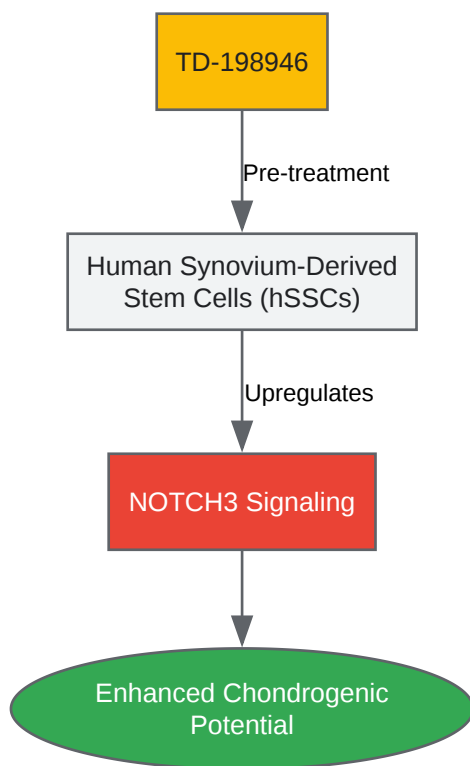 TD-198946
Pre-treatment
Human Synovium-Derived
Stem Cells (hSSCs)
Upregulates
NOTCH3 Signaling
Enhanced Chondrogenic
Potential